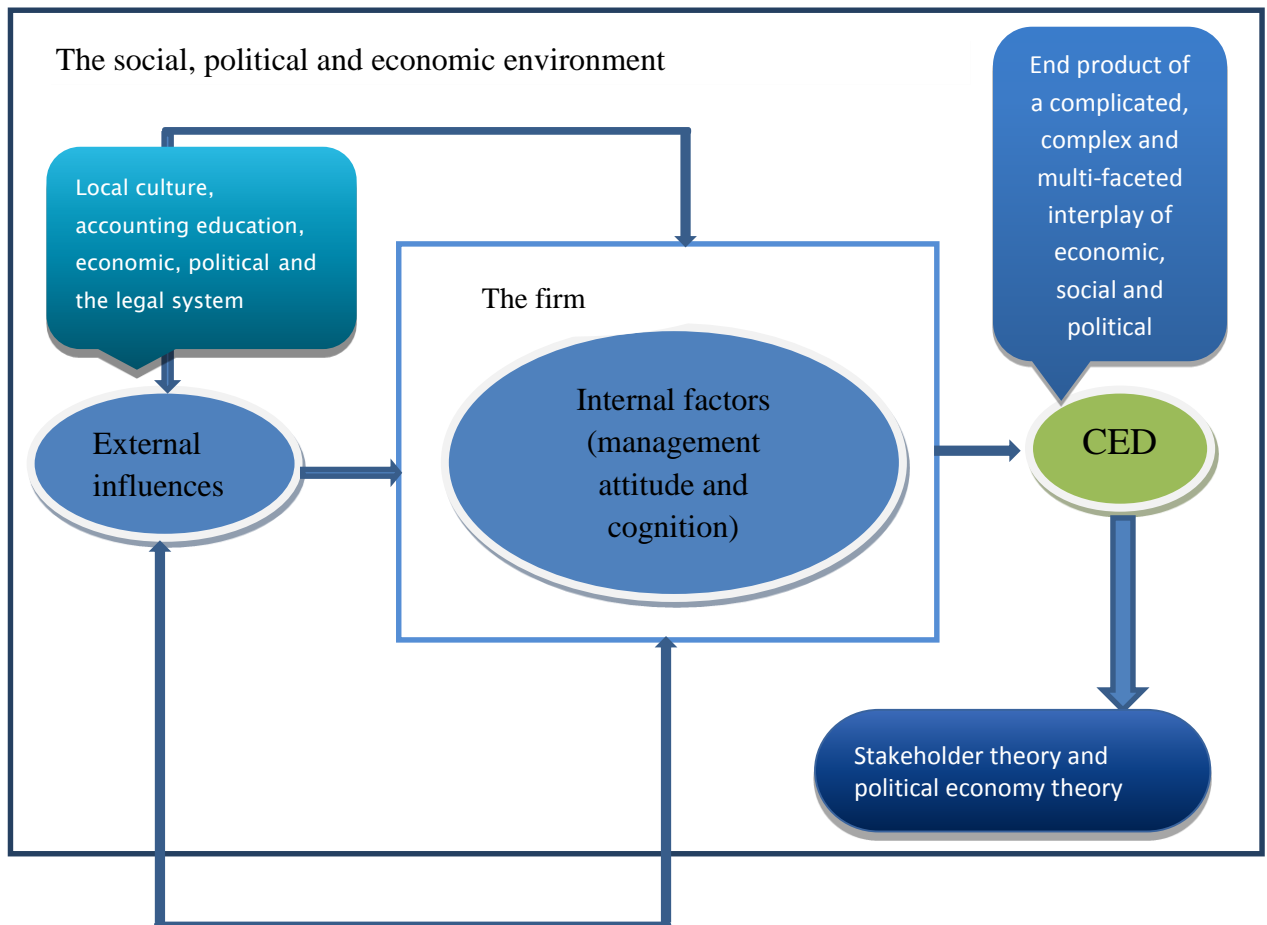 The social, political and economic environment
Local culture,
accounting education,
economic, political and
the legal system
External
influences
The firm
Internal factors
(management
attitude and
cognition)
End product of
a complicated,
complex and
multi-faceted
interplay of
economic,
social and
political
CED
Stakeholder theory and
political economy theory